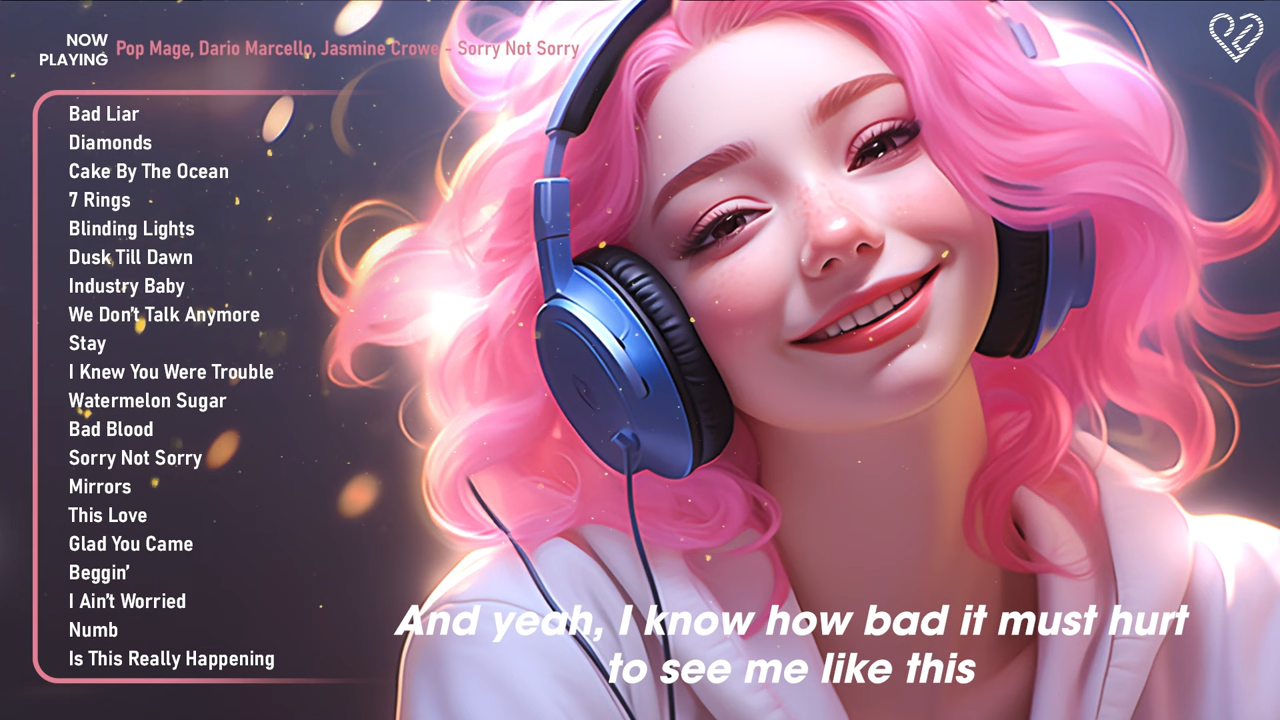 NOW
PLAYING
Pop Mage, Dario Marcello, Jasmine Crowe - Sorry Not Sorry
Bad Liar
Diamonds
Cake By The Ocean
7 Rings
Blinding Lights
Dusk Till Dawn
Industry Baby
We Don't Talk Anymore
Stay
I Knew You Were Trouble
Watermelon Sugar
Bad Blood
Sorry Not Sorry
Mirrors
This Love
Glad You Came
Beggin'
I Ain't Worried
Numb
Is This Really Happening
And yeah, I know how bad it must hurt
to see me like this